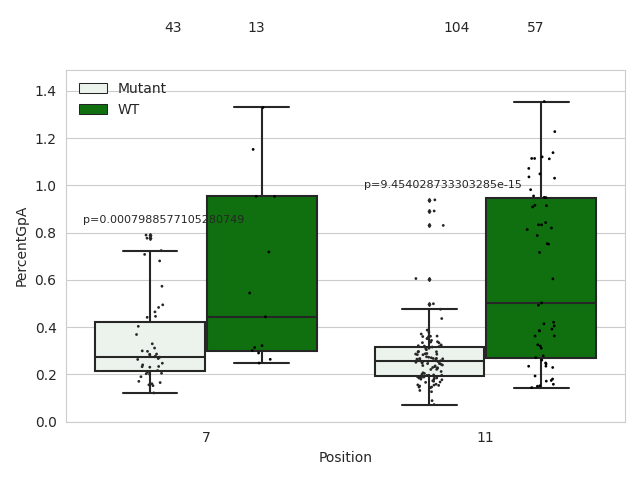 43 13 104 57
1.4
1.2
1.0
0.8
0.6
0.4
0.2
0.0
PercentGpA
Mutant
WT
p=0.0007988577105280749
p=9.454028733303285e-15
7 11
Position